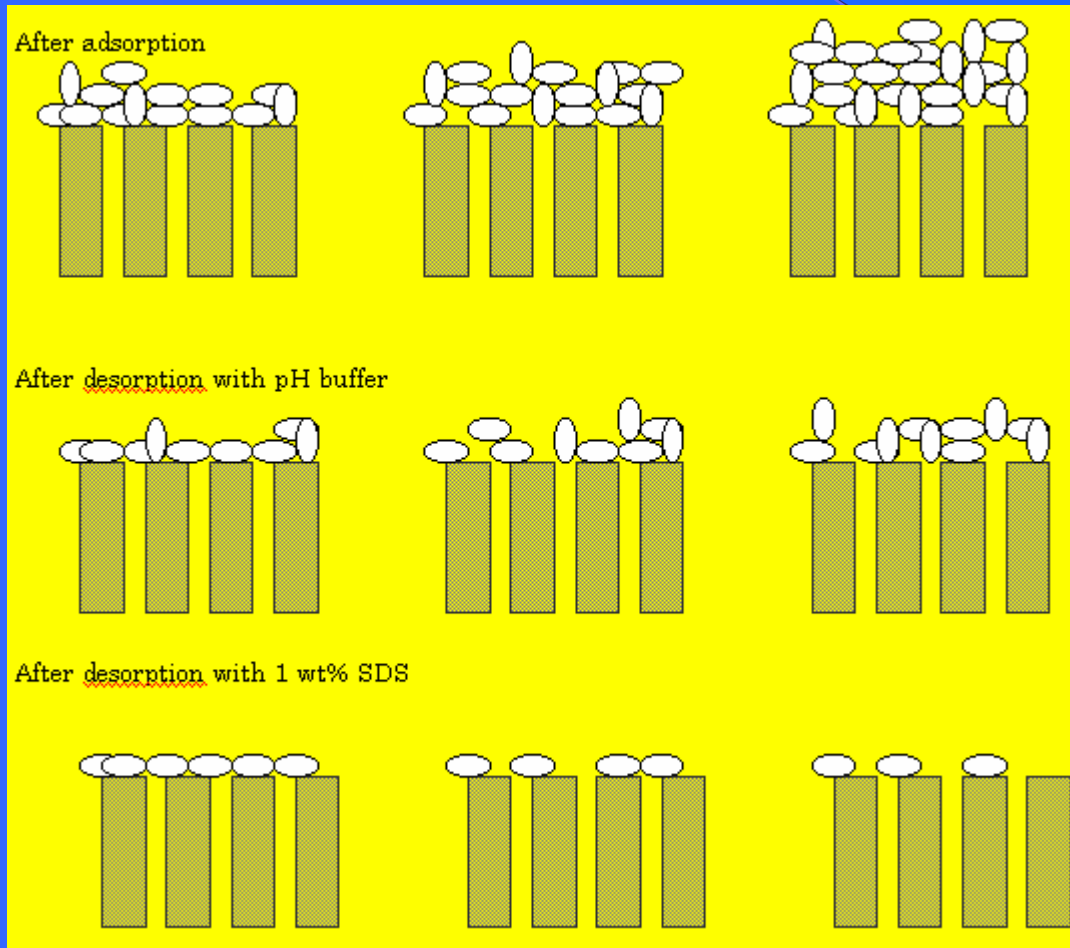 After adsorption
After desorption with pH buffer
After desorption with 1 wt% SDS